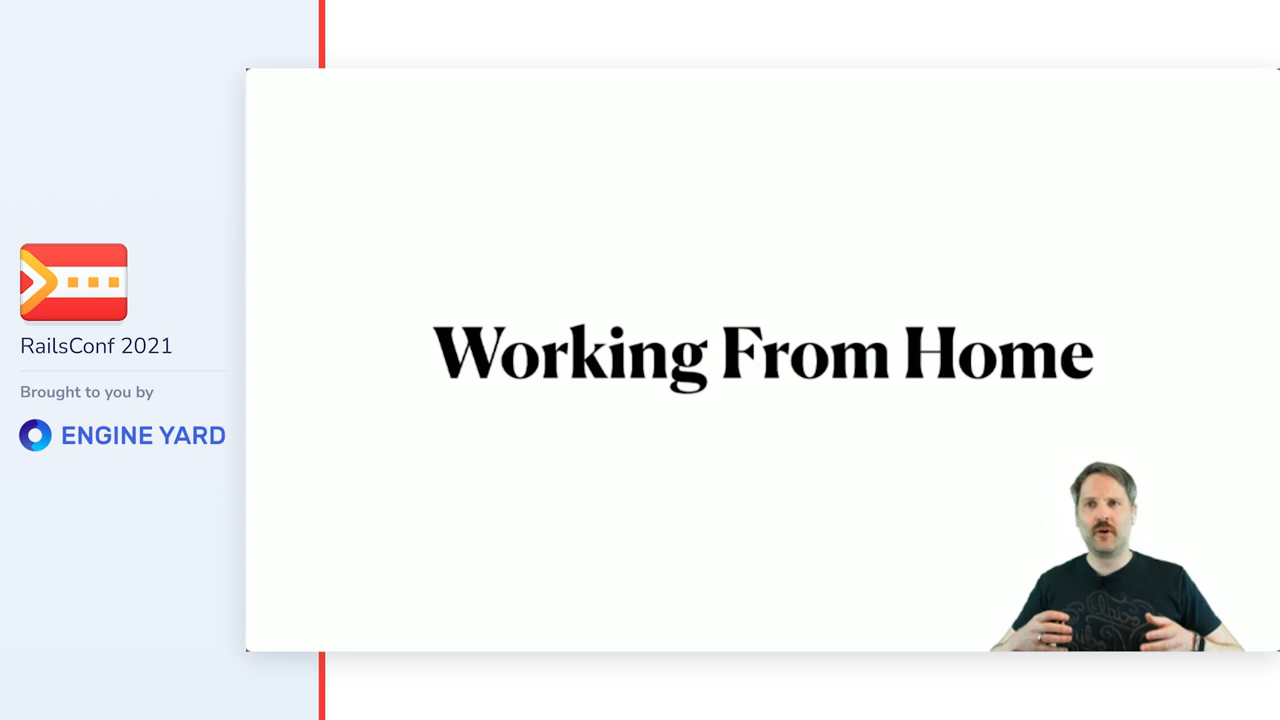 RailsConf 2021
Brought to you by
ENGINE YARD
Working From Home